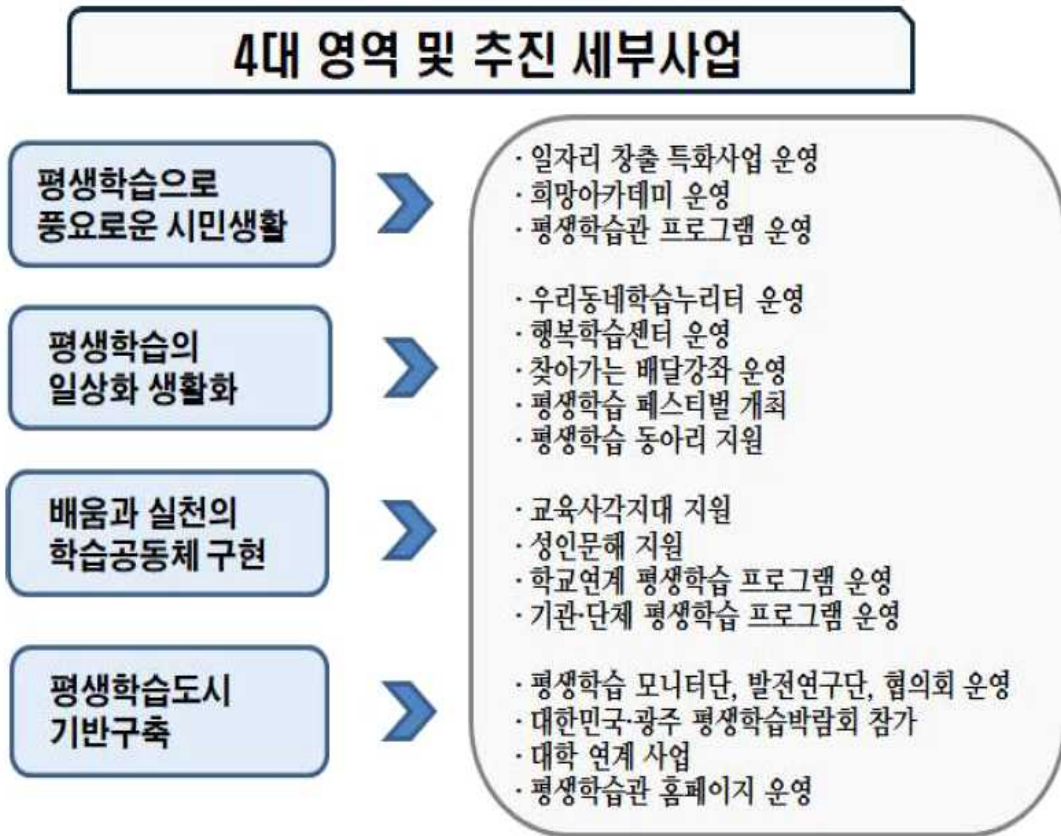 4대 영역 및 추진 세부사업
평생학습으로
풍요로운 시민생활
· 일자리 창출 특화사업 운영
· 희망아카데미 운영
· 평생학습관 프로그램 운영
평생학습의
일상화 생활화
· 우리동네학습누리터 운영
· 행복학습센터 운영
· 찾아가는 배달강좌 운영
· 평생학습 페스티벌 개최
· 평생학습 동아리 지원
배움과 실천의
학습공동체 구현
· 교육사각지대 지원
· 성인문해 지원
· 학교연계 평생학습 프로그램 운영
· 기관·단체 평생학습 프로그램 운영
평생학습도시
기반구축
· 평생학습 모니터단, 발전연구단, 협의회 운영
· 대한민국·광주 평생학습박람회 참가
· 대학 연계 사업
· 평생학습관 홈페이지 운영